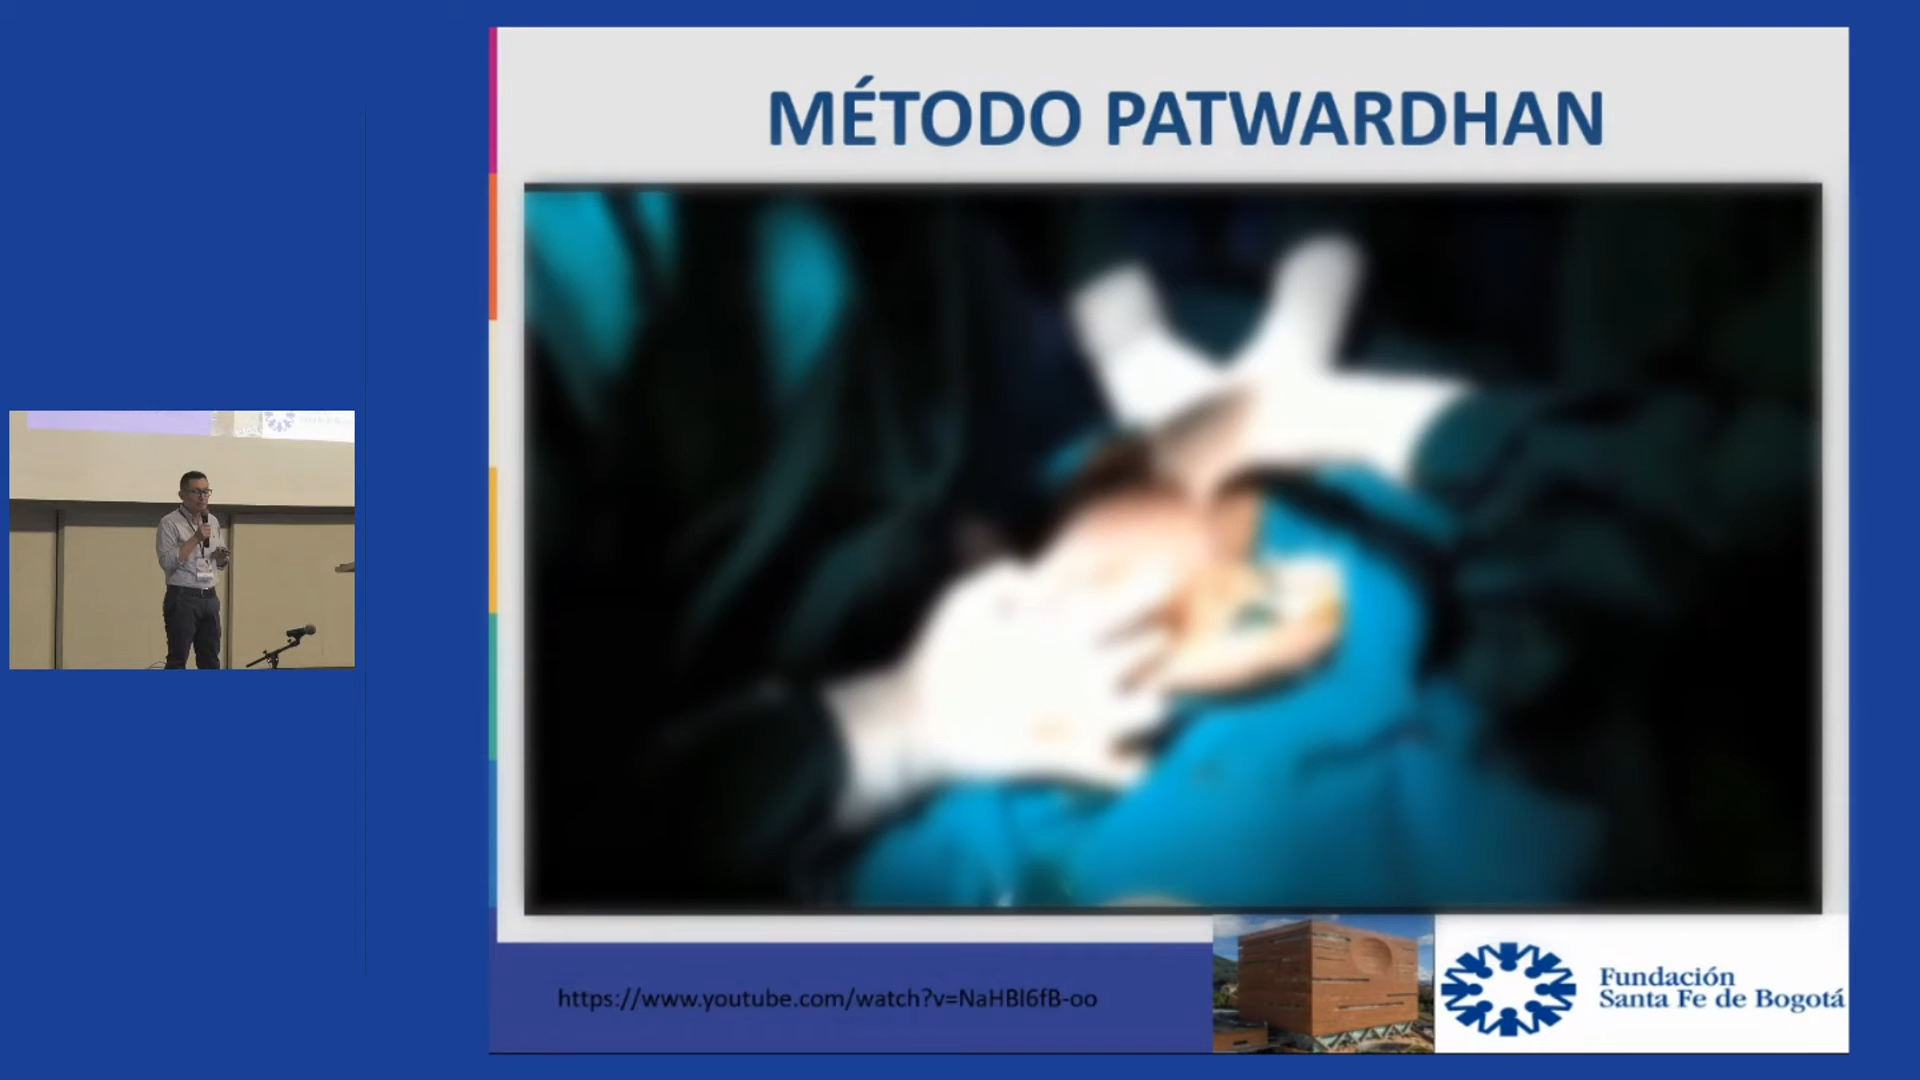 MÉTODO PATWARDHAN
https://www.youtube.com/watch?v=NaHBl6fB-oo
Fundación
Santa Fe de Bogotá